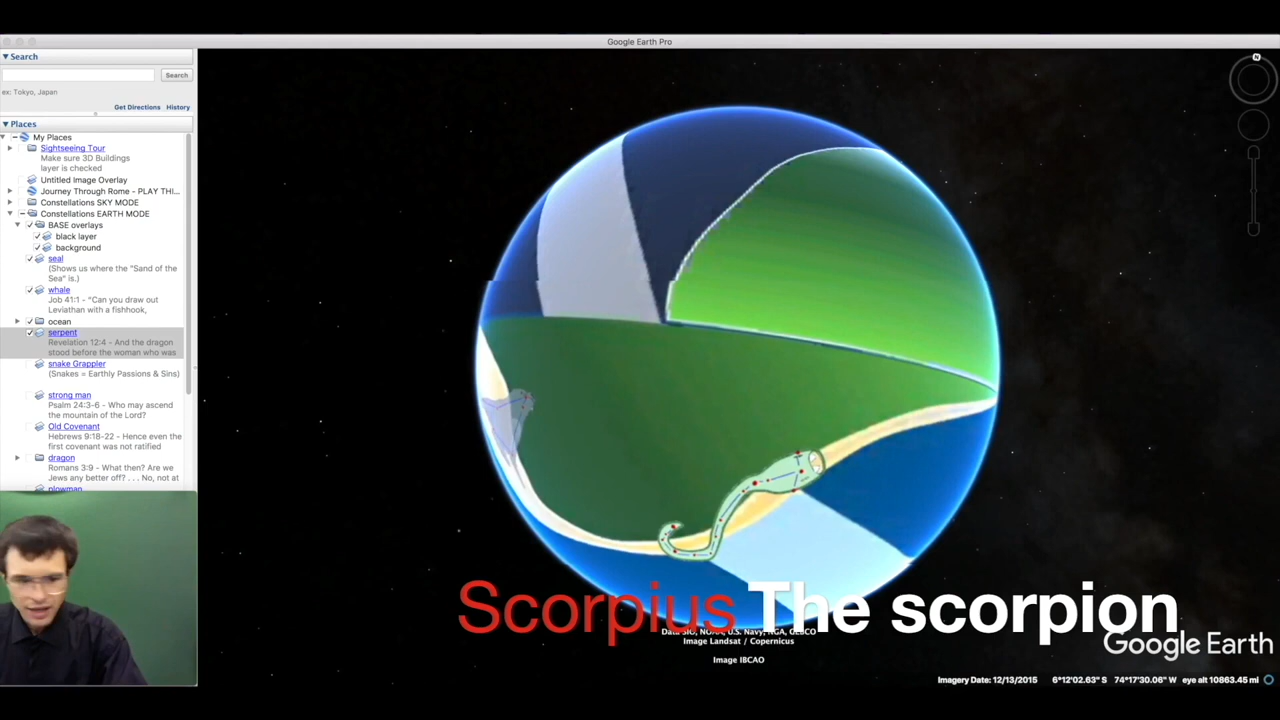 Google Earth Pro
Search
Search
ex: Tokyo, Japan
Get Directions History
Places
My Places
Sightseeing Tour
Make sure 3D Buildings
layer is checked
Untitled Image Overlay
Journey Through Rome - PLAY THI...
Constellations SKY MODE
Constellations EARTH MODE
BASE overlays
black layer
background
seal
(Shows us where the "Sand of the
Sea" is.)
whale
Job 41:1 - "Can you draw out
Leviathan with a fishhook,
ocean
serpent
Revelation 12:4 - And the dragon
stood before the woman who was
snake Grappler
(Snakes = Earthly Passions & Sins)
strong man
Psalm 24:3-6 - Who may ascend
the mountain of the Lord?
Old Covenant
Hebrews 9:18-22 - Hence even the
first covenant was not ratified
dragon
Romans 3:9 - What then? Are we
Jews any better off? . . . No, not at
plowman
N
Scorpius The scorpion
Data SIO, NOAA, U.S. Navy, NGA, GEBCO
Image Landsat / Copernicus
Image IBCAO
Google Earth
Imagery Date: 12/13/2015 6°12'02.63" S 74°17'30.06" W eye alt 10863.45 mi